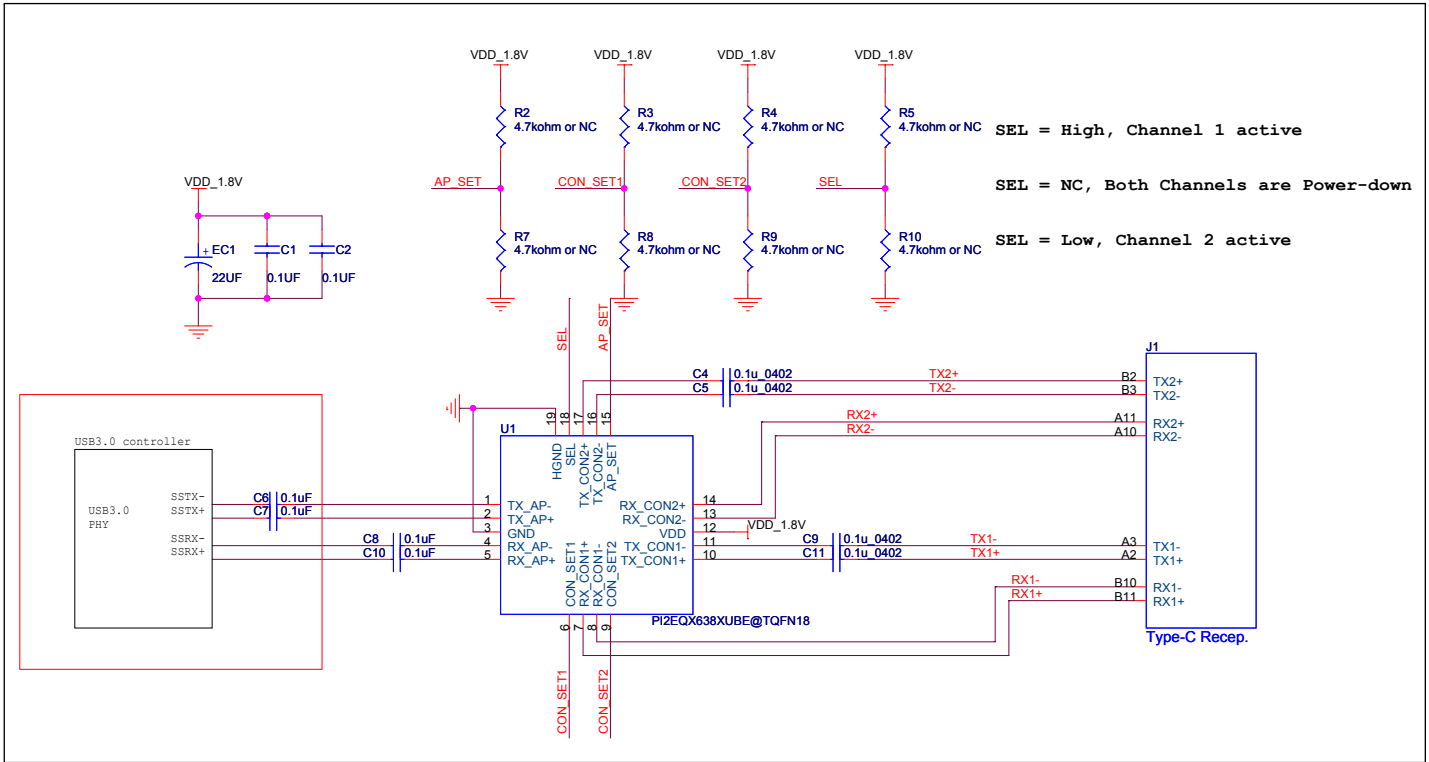 VDD_1.8V
VDD_1.8V
VDD_1.8V
VDD_1.8V
R2
4.7kohm or NC
R3
4.7kohm or NC
R4
4.7kohm or NC
R5
4.7kohm or NC
SEL = High, Channel 1 active
AP_SET
CON_SET1
CON_SET2
SEL
SEL = NC, Both Channels are Power-down
R7
4.7kohm or NC
R8
4.7kohm or NC
R9
4.7kohm or NC
R10
4.7kohm or NC
SEL = Low, Channel 2 active
VDD_1.8V
+
EC1
22UF
C1
0.1UF
C2
0.1UF
SEL
AP_SET
USB3.0 controller
USB3.0
PHY
SSTX-
SSTX+
SSRX-
SSRX+
C6
0.1uF
C7
0.1uF
C8
0.1uF
C10
0.1uF
U1
19
18
17
16
15
HGND
SEL
TX_CON2+
TX_CON2-
AP_SET
1
TX_AP-
2
TX_AP+
3
GND
4
RX_AP-
5
RX_AP+
14
RX_CON2+
13
RX_CON2-
12
VDD
11
TX_CON1-
10
TX_CON1+
CON_SET1
RX_CON1+
RX_CON1-
CON_SET2
6
7
8
9
PI2EQX638XUBE@TQFN18
CON_SET1
CON_SET2
VDD_1.8V
C4
0.1u_0402
C5
0.1u_0402
TX2+
TX2-
RX2+
RX2-
C9
0.1u_0402
C11
0.1u_0402
TX1-
TX1+
RX1-
RX1+
J1
B2
TX2+
B3
TX2-
A11
RX2+
A10
RX2-
A3
TX1-
A2
TX1+
B10
RX1-
B11
RX1+
Type-C Recep.